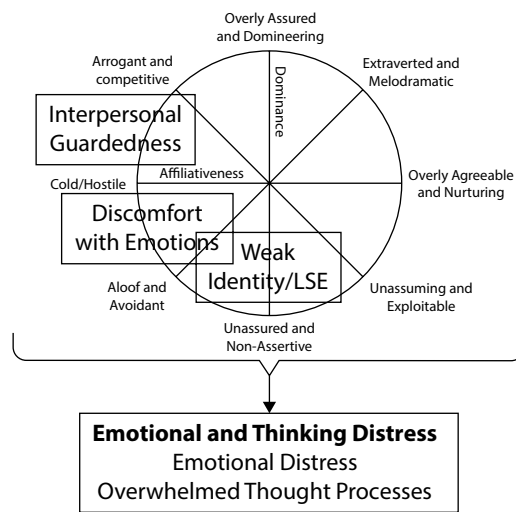 Overly Assured
and Domineering
Arrogant and
competitive
Extraverted and
Melodramatic
Dominance
Interpersonal
Guardedness
Affiliativeness
Cold/Hostile
Overly Agreeable
and Nurturing
Discomfort
with Emotions
Weak
Identity/LSE
Aloof and
Avoidant
Unassuming and
Exploitable
Unassured and
Non-Assertive
Emotional and Thinking Distress
Emotional Distress
Overwhelmed Thought Processes